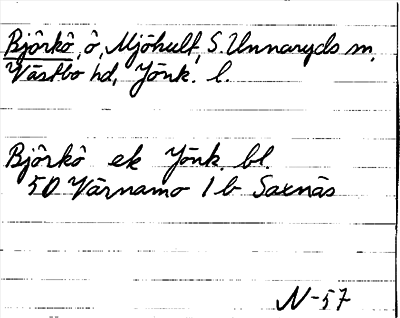 Björkö, ö, Mjöhult, S. Unnaryds sn,
Västbo hd, Jönk. l.
Björkö ek Jönk. bl.
50 Värnamo 1 b Saxnäs
N-57